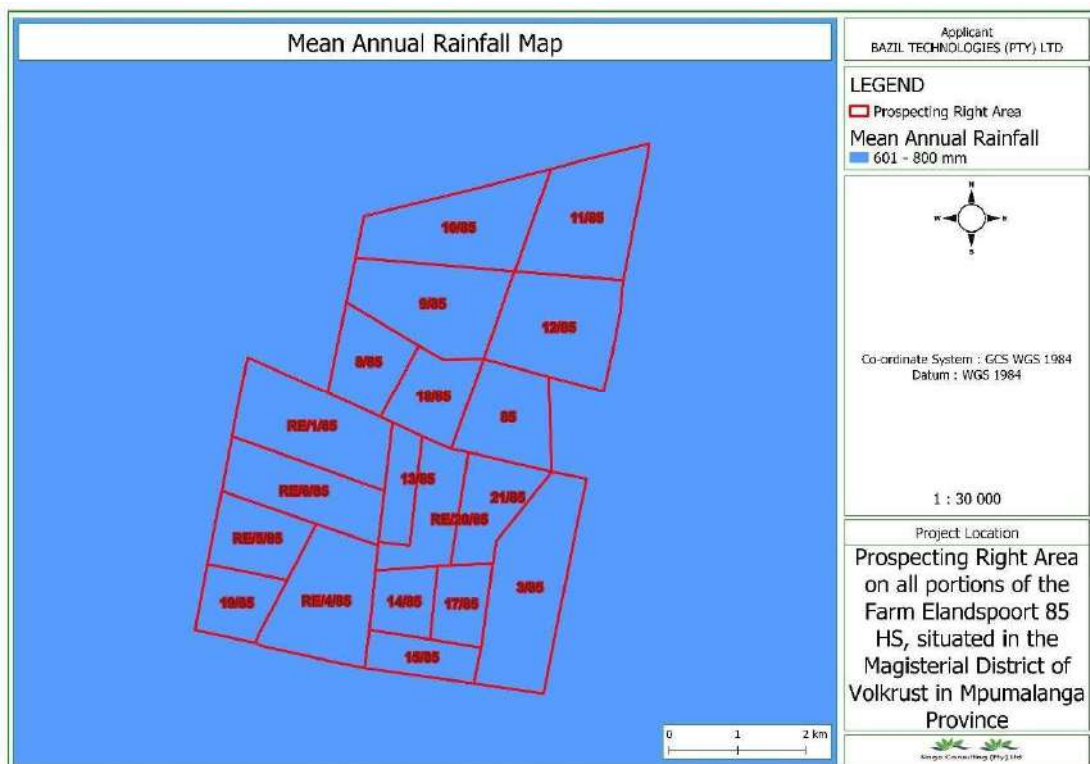 Mean Annual Rainfall Map
Applicant
BAZIL TECHNOLOGIES (PTY) LTD
LEGEND
Prospecting Right Area
Mean Annual Rainfall
601 - 800 mm
N
W
E
S
Co-ordinate System : GCS WGS 1984
Datum : WGS 1984
1 : 30 000
Project Location
Prospecting Right Area
on all portions of the
Farm Elandspoort 85
HS, situated in the
Magisterial District of
Volkrust in Mpumalanga
Province
Singo Consulting (Pty) Ltd
11/85
10/85
9/85
12/85
8/85
18/85
85
RE/1/85
13/85
RE/6/85
21/85
RE/20/85
RE/5/85
3/85
19/85
RE/4/85
14/85
17/85
15/85
0 1 2 km